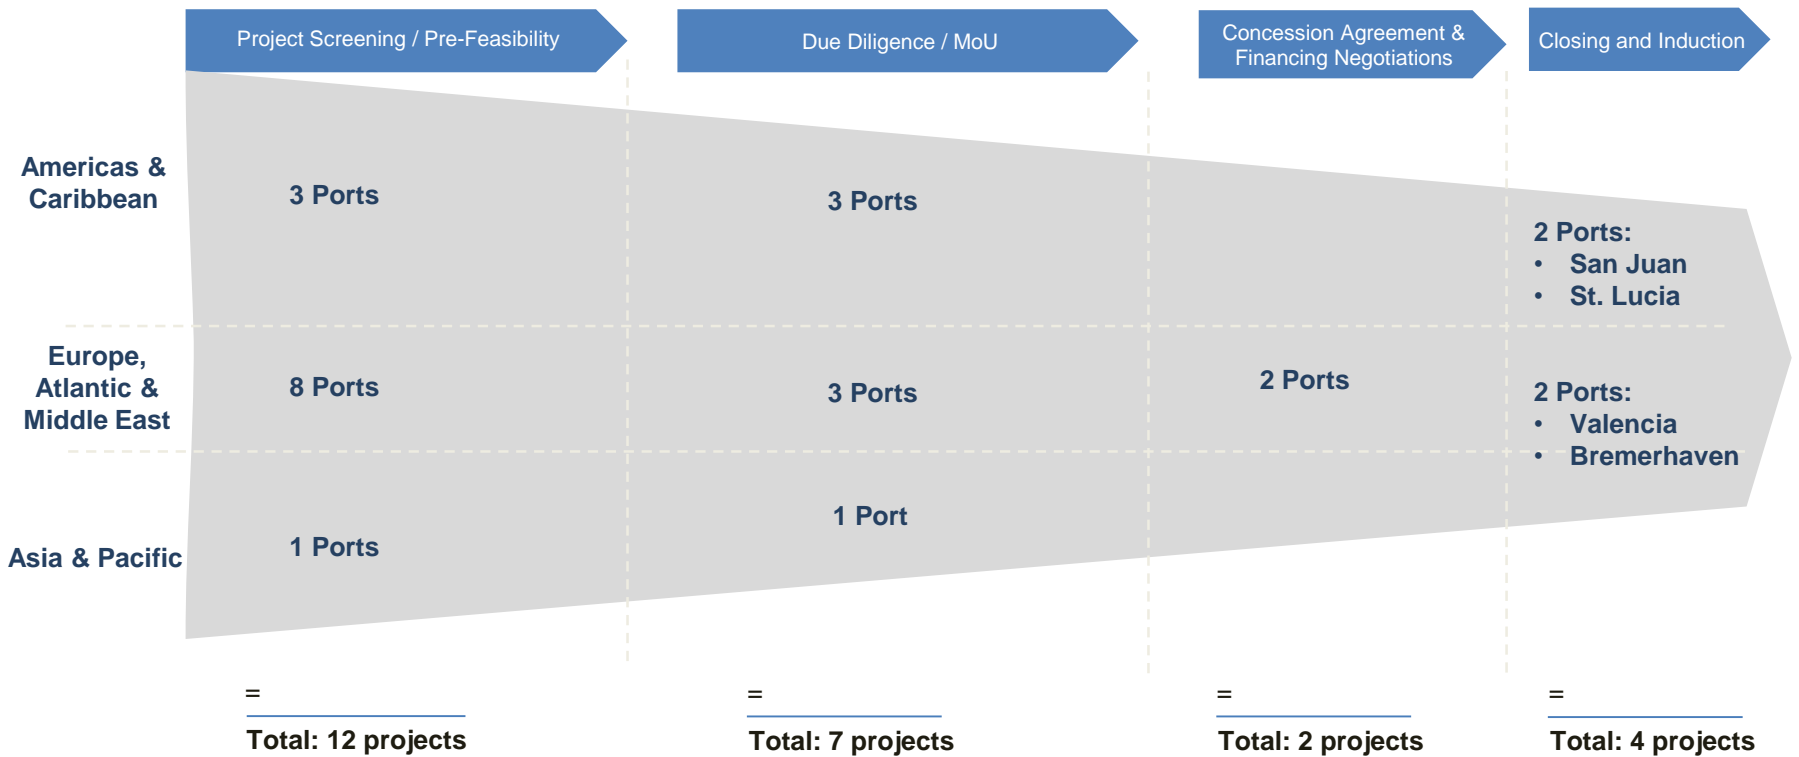 Project Screening / Pre-Feasibility
Due Diligence / MoU
Concession Agreement &
Financing Negotiations
Closing and Induction
Americas &
Caribbean
3 Ports
3 Ports
2 Ports:
• San Juan
• St. Lucia
Europe,
Atlantic &
Middle East
8 Ports
3 Ports
2 Ports
2 Ports:
• Valencia
• Bremerhaven
Asia & Pacific
1 Ports
1 Port
=
Total: 12 projects
=
Total: 7 projects
=
Total: 2 projects
=
Total: 4 projects